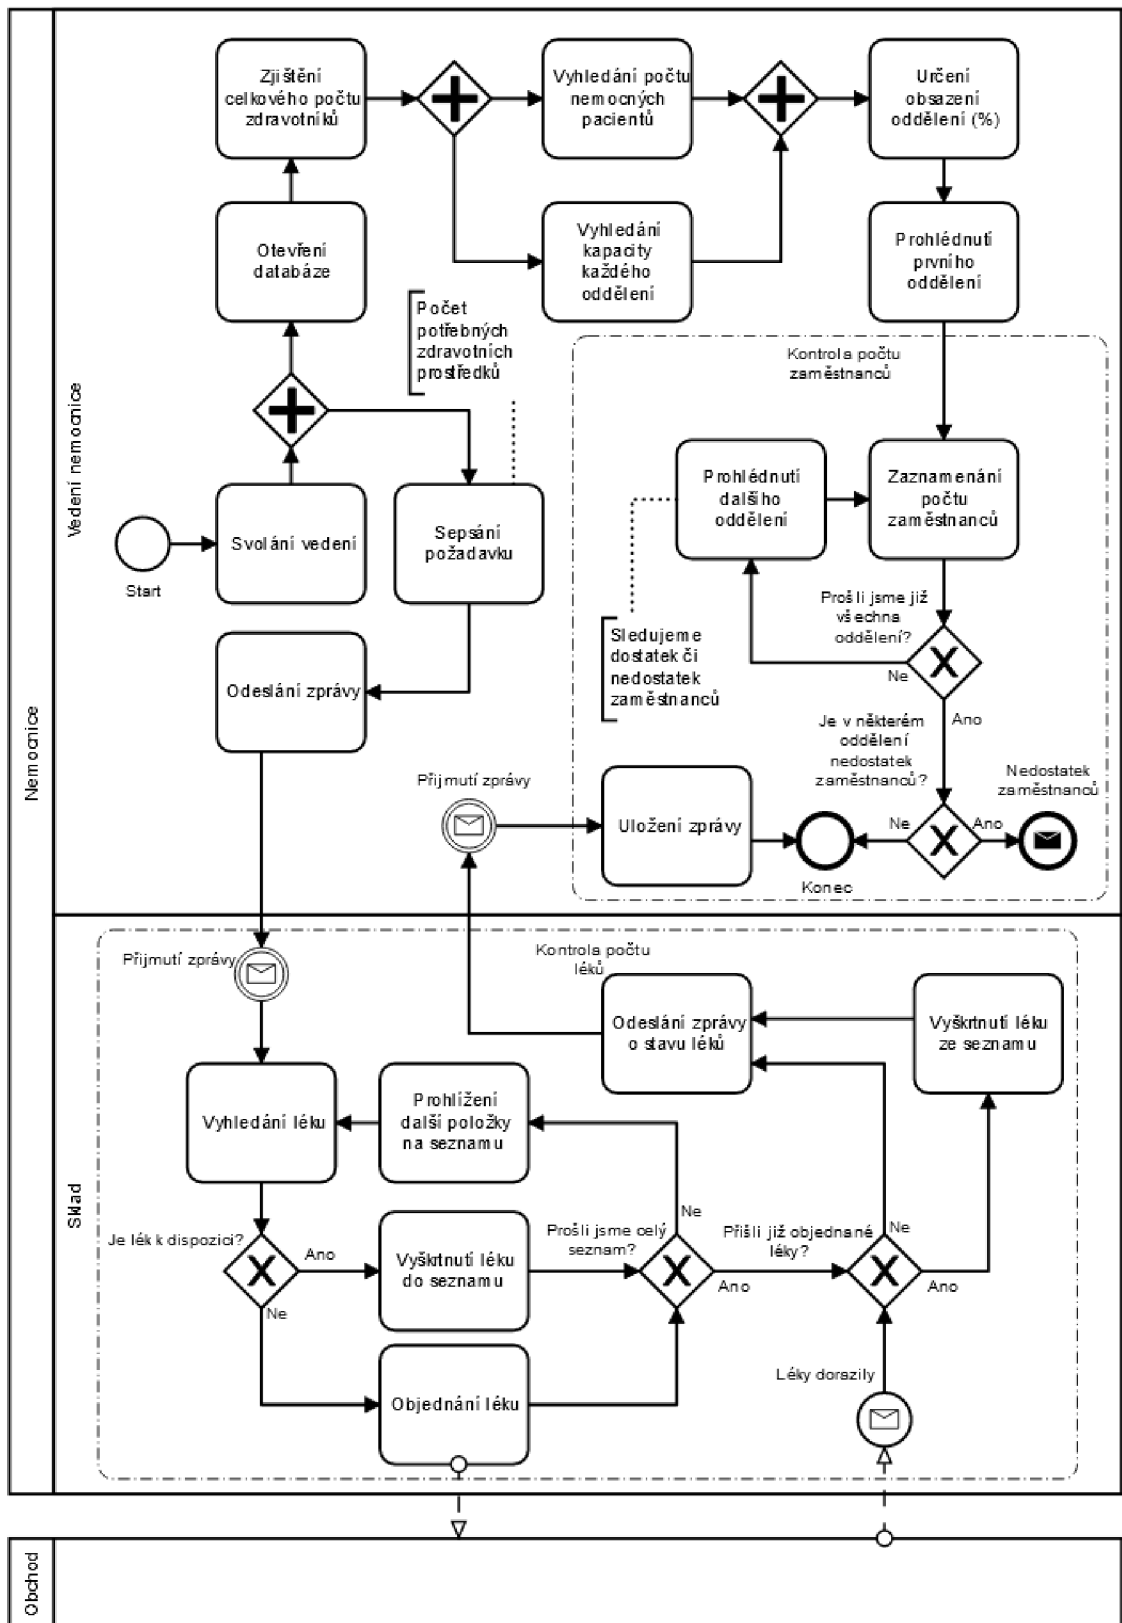 Nemocnice
Vedení nemocnice
Zjištění
celkového počtu
zdravotníků
Vyhledání počtu
nemocných
pacientů
Určení
obsazení
oddělení (%)
Otevření
databáze
Vyhledání
kapacity
každého
oddělení
Prohlédnutí
prvního
oddělení
Počet
potřebných
zdravotních
prostředků
Kontrola počtu
zaměstnanců
Start
Svolání vedení
Sepsání
požadavku
Prohlédnutí
dalšího
oddělení
Zaznamenání
počtu
zaměstnanců
Prošli jsme již
všechna
oddělení?
Ne
Ano
Sledujeme
dostatek či
nedostatek
zaměstnanců
Odeslání zprávy
Je v některém
oddělení
nedostatek
zaměstnanců?
Nedostatek
zaměstnanců
Přijmutí zprávy
Uložení zprávy
Konec
Ne
Ano
Sklad
Přijmutí zprávy
Kontrola počtu
léků
Odeslání zprávy
o stavu léků
Vyškrtnutí léku
ze seznamu
Vyhledání léku
Prohlížení
další položky
na seznamu
Je lék k dispozici?
Ano
Ne
Vyškrtnutí léku
do seznamu
Prošli jsme celý
seznam?
Ne
Ano
Přišli již objednané
léky?
Ne
Ano
Objednání léku
Léky dorazily
Obchod